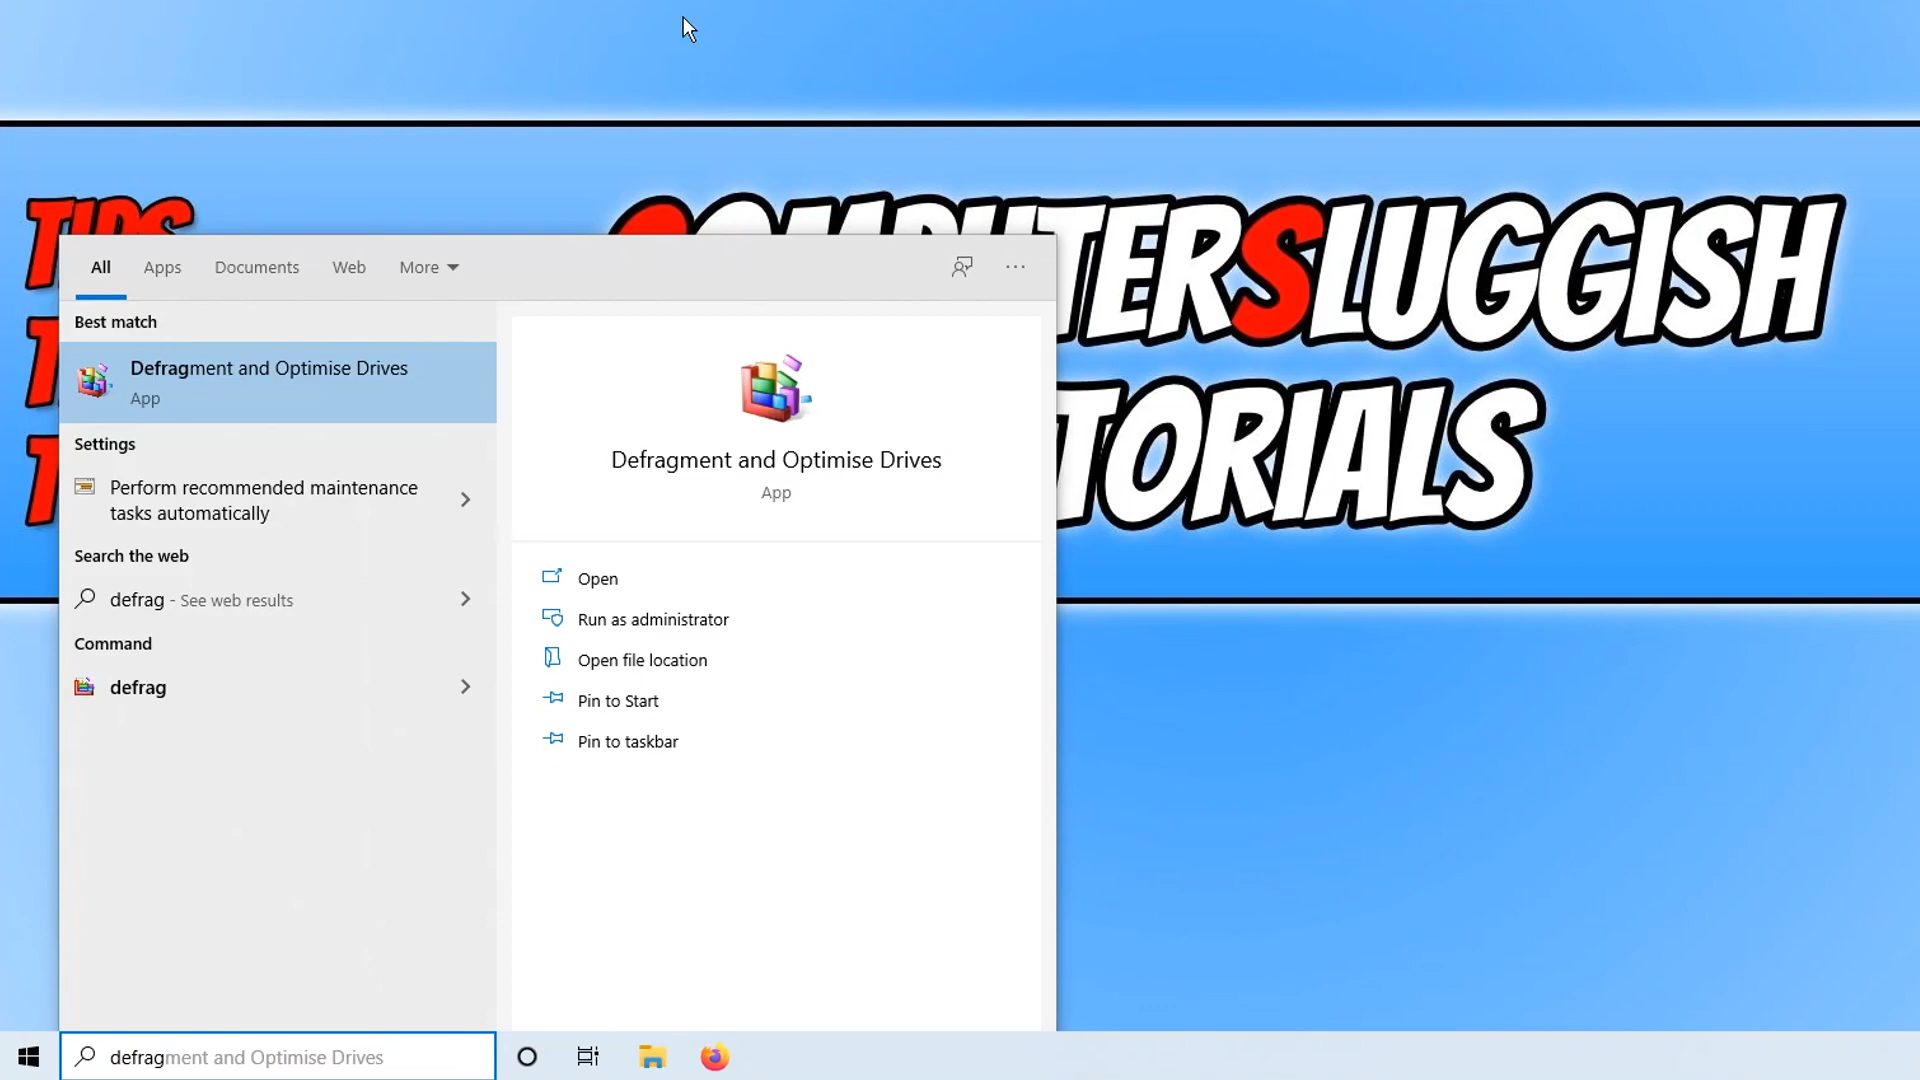 TIPS
COMPUTERSLUGGISH
TORIALS
All
Apps
Documents
Web
More
Best match
Defragment and Optimise Drives
App
Settings
Perform recommended maintenance
tasks automatically
Search the web
defrag - See web results
Command
defrag
Defragment and Optimise Drives
App
Open
Run as administrator
Open file location
Pin to Start
Pin to taskbar
defragment and Optimise Drives